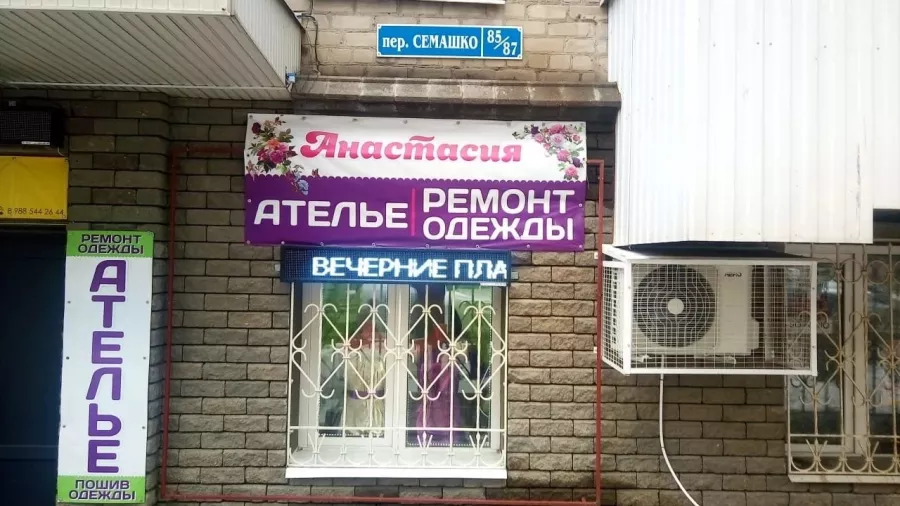 пер. СЕМАШКО 85/87
Анастасия
АТЕЛЬЕ РЕМОНТ
ОДЕЖДЫ
ВЕЧЕРНИЕ ПЛА
8 988 544 26 44
РЕМОНТ
ОДЕЖДЫ
АТЕЛЬЕ
ПОШИВ
ОДЕЖДЫ